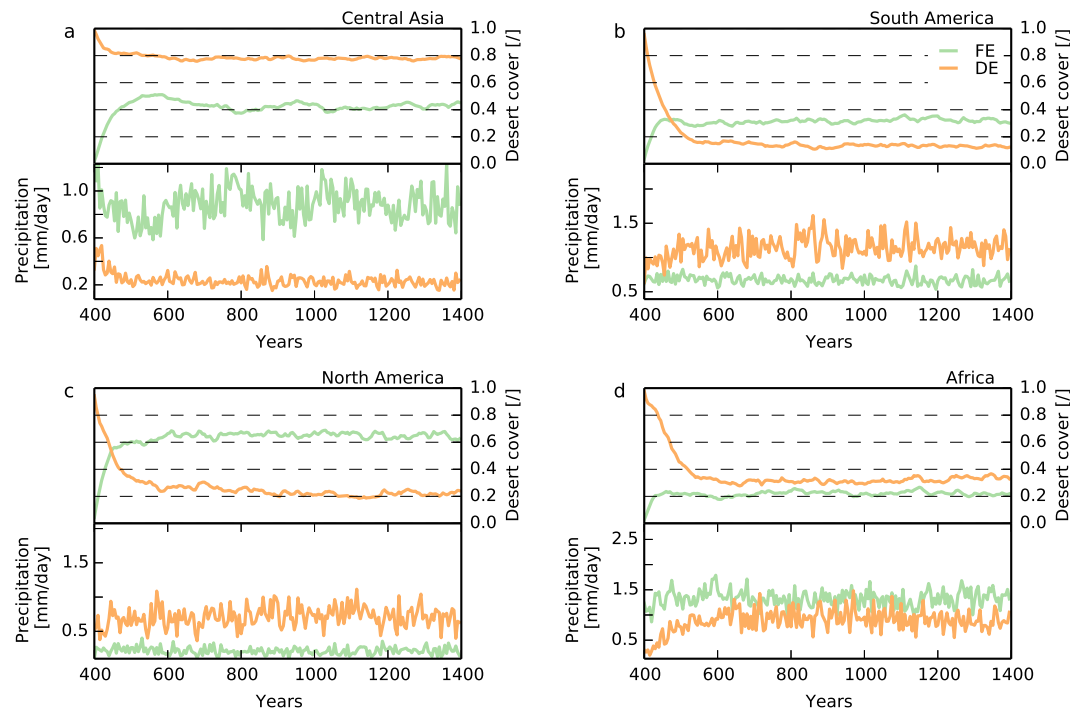 a
Central Asia
1.0
0.8
0.6
0.4
0.2
0.0
Desert cover [/]
1.0
0.6
0.2
Precipitation
[mm/day]
400 600 800 1000 1200 1400
Years
b
South America
FE
DE
1.0
0.8
0.6
0.4
0.2
0.0
Desert cover [/]
1.5
0.5
Precipitation
[mm/day]
400 600 800 1000 1200 1400
Years
c
North America
1.0
0.8
0.6
0.4
0.2
0.0
Desert cover [/]
1.5
0.5
Precipitation
[mm/day]
400 600 800 1000 1200 1400
Years
d
Africa
1.0
0.8
0.6
0.4
0.2
0.0
Desert cover [/]
2.5
1.5
0.5
Precipitation
[mm/day]
400 600 800 1000 1200 1400
Years